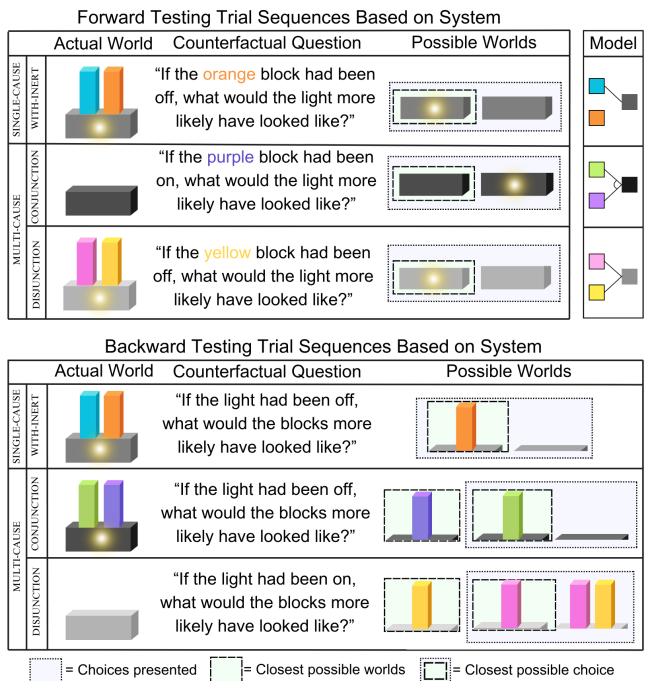 Forward Testing Trial Sequences Based on System
Actual World Counterfactual Question Possible Worlds Model
SINGLE-CAUSE
WITH-INERT
“If the orange block had been
off, what would the light more
likely have looked like?”
MULTI-CAUSE
CONJUNCTION
“If the purple block had been
on, what would the light more
likely have looked like?”
DISJUNCTION
“If the yellow block had been
off, what would the light more
likely have looked like?”
Backward Testing Trial Sequences Based on System
Actual World Counterfactual Question Possible Worlds
SINGLE-CAUSE
WITH-INERT
“If the light had been off,
what would the blocks more
likely have looked like?”
MULTI-CAUSE
CONJUNCTION
“If the light had been off,
what would the blocks more
likely have looked like?”
DISJUNCTION
“If the light had been on,
what would the blocks more
likely have looked like?”
= Choices presented = Closest possible worlds = Closest possible choice